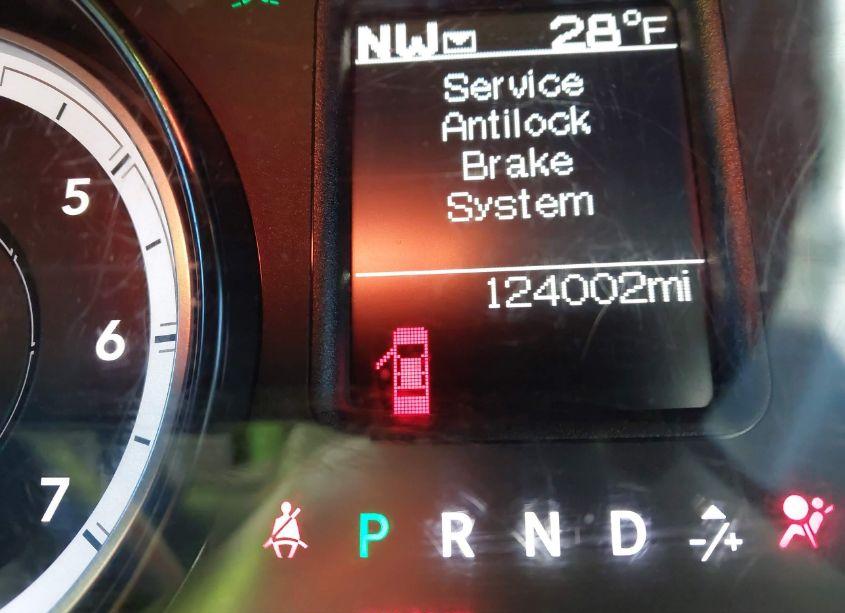 NW 28°F
Service
Antilock
Brake
System
124002mi
5
6
7
P R N D -/+